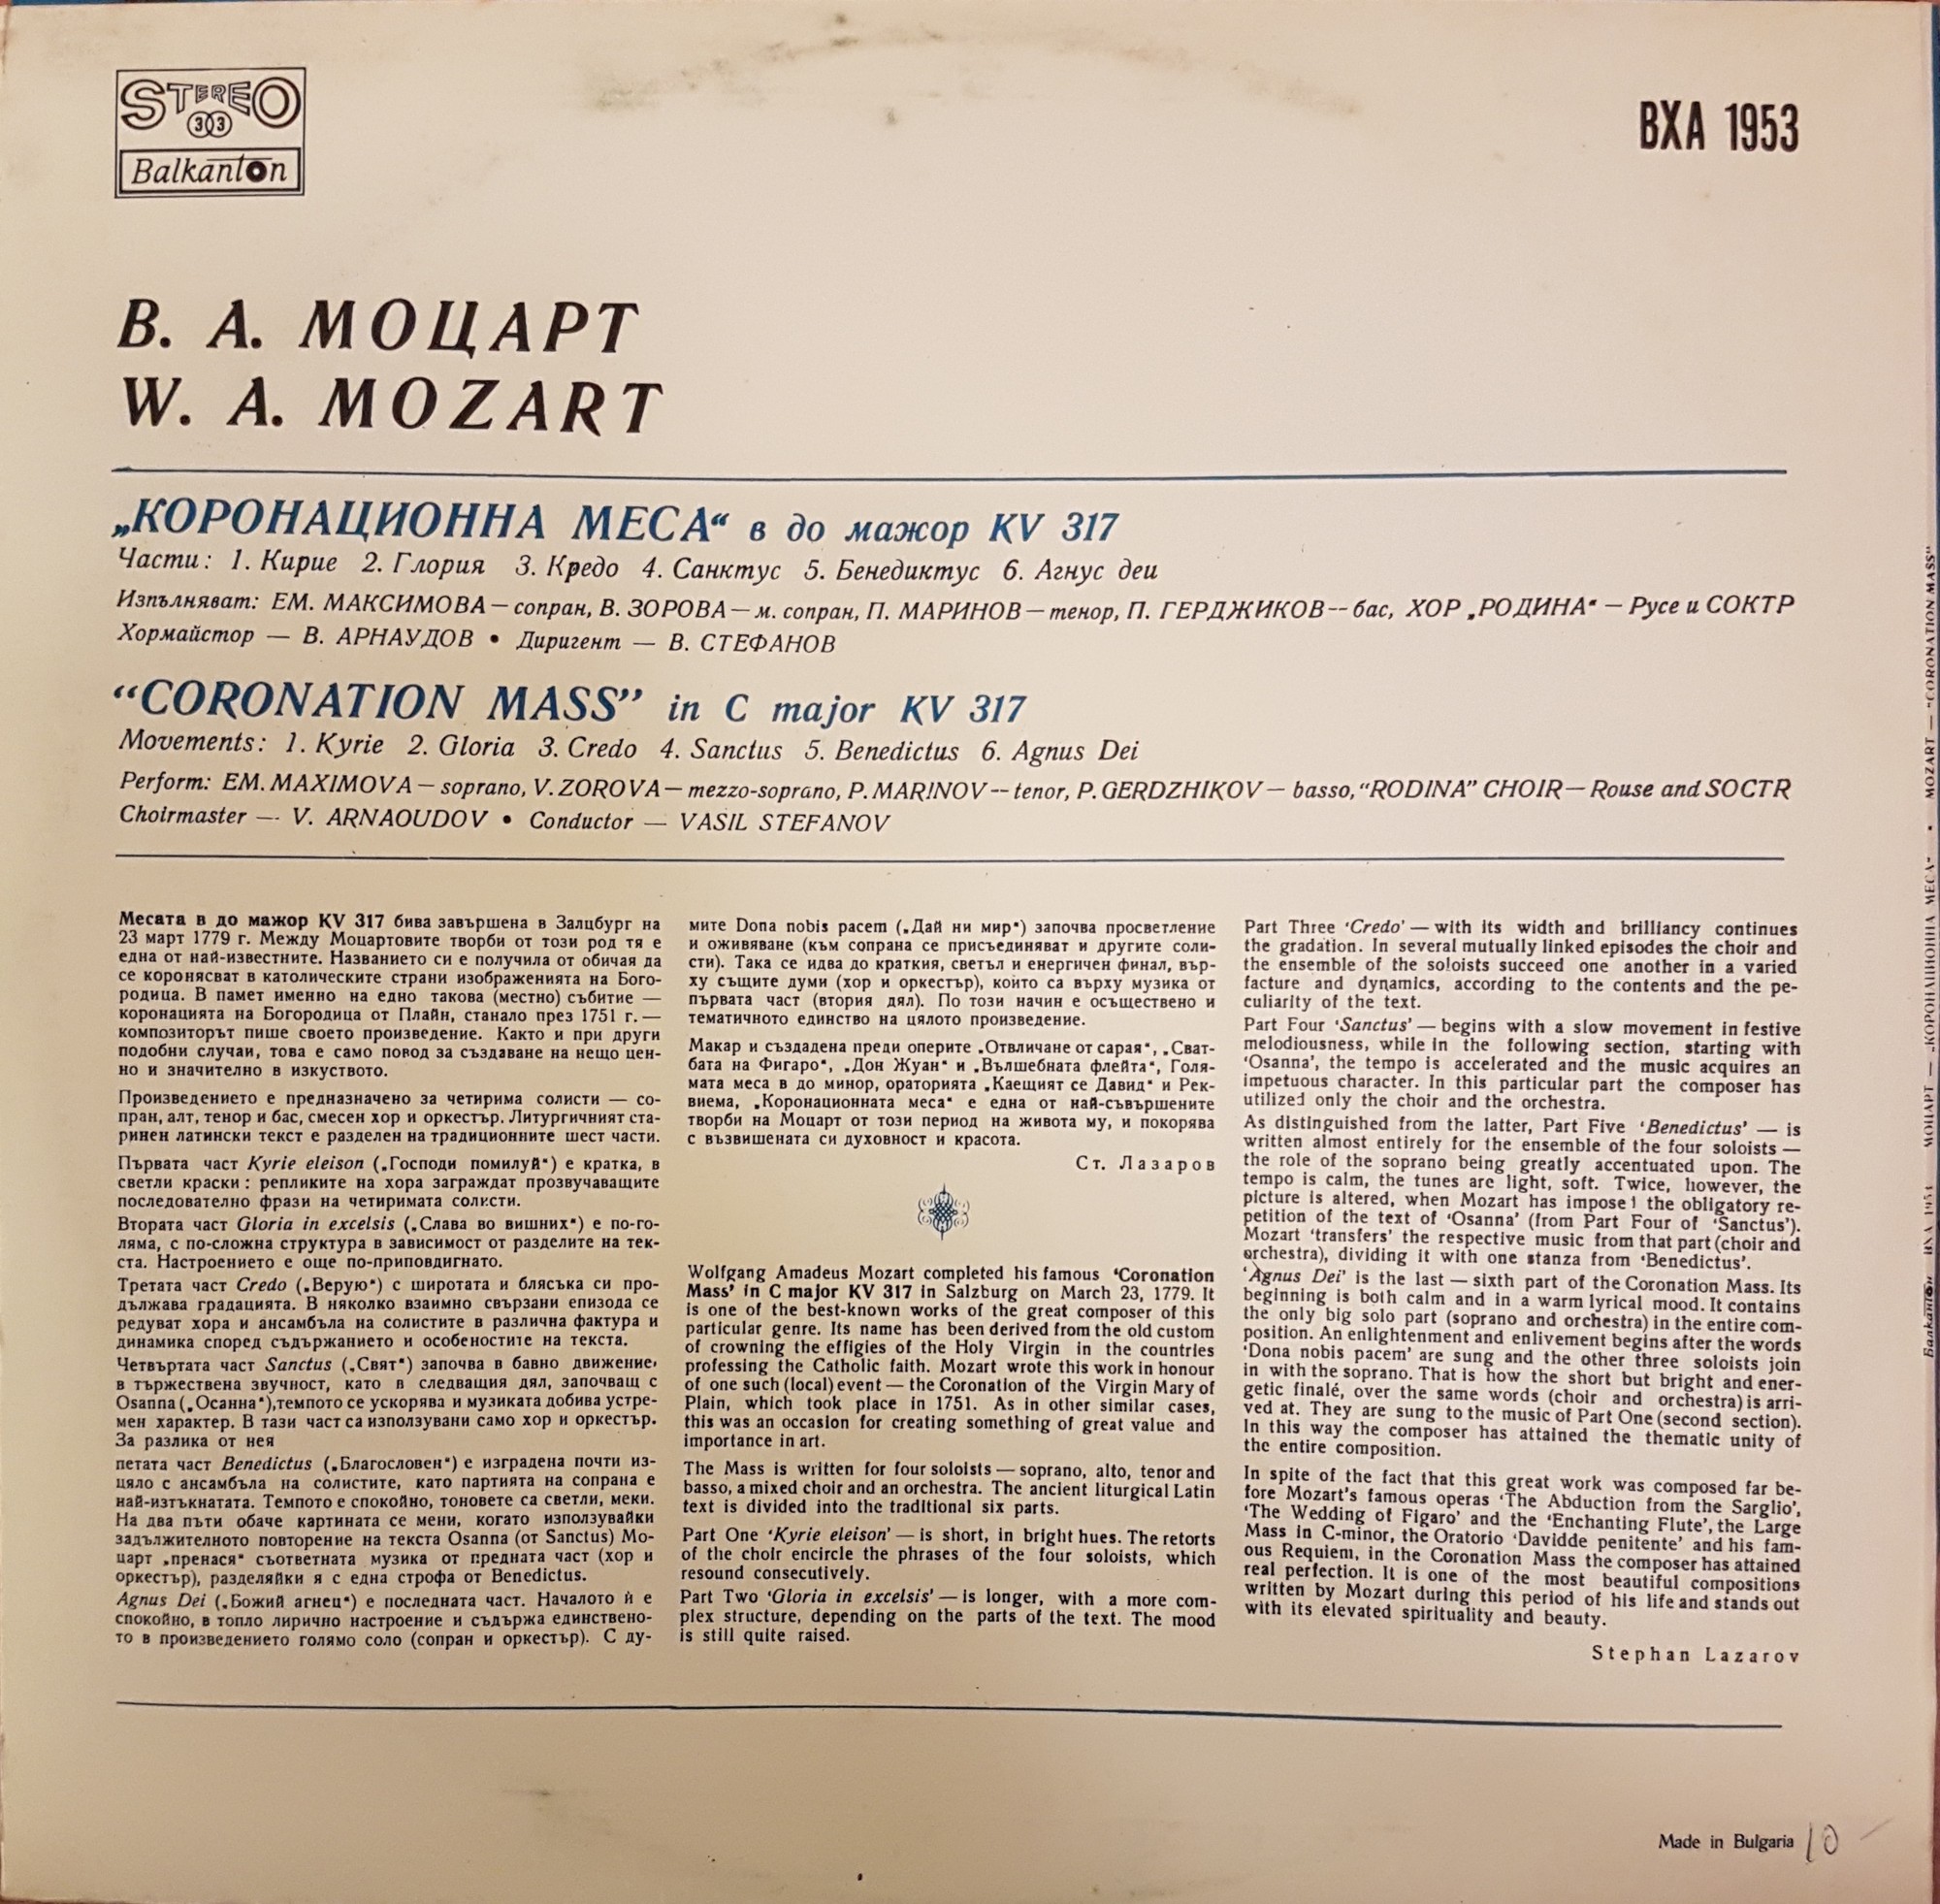 STEREO
33
Balkanton
ВХА 1953
В. А. МОЦАРТ
W. A. MOZART
„КОРОНАЦИОННА МЕСА“ в до мажор KV 317
Части: 1. Кирие 2. Глория 3. Кредо 4. Санктус 5. Бенедиктус 6. Агнус деи
Изпълняват: ЕМ. МАКСИМОВА — сопран, В. ЗОРОВА — м. сопран, П. МАРИНОВ — тенор, П. ГЕРДЖИКОВ -- бас, ХОР „РОДИНА“ — Русе и СОКТР
Хормайстор — В. АРНАУДОВ • Диригент — В. СТЕФАНОВ
“CORONATION MASS” in C major KV 317
Movements: 1. Kyrie 2. Gloria 3. Credo 4. Sanctus 5. Benedictus 6. Agnus Dei
Perform: EM. MAXIMOVA — soprano, V. ZOROVA — mezzo-soprano, P. MARINOV -- tenor, P. GERDZHIKOV — basso, “RODINA” CHOIR — Rouse and SOCTR
Choirmaster — V. ARNAOUDOV • Conductor — VASIL STEFANOV
Месата в до мажор KV 317 бива завършена в Залцбург на
23 март 1779 г. Между Моцартовите творби от този род тя е
една от най-известните. Названието си е получила от обичая да
се коронясват в католическите страни изображенията на Бого-
родица. В памет именно на едно такова (местно) събитие —
коронацията на Богородица от Плайн, станало през 1751 г. —
композиторът пише своето произведение. Както и при други
подобни случаи, това е само повод за създаване на нещо цен-
но и значително в изкуството.
Произведението е предназначено за четирима солисти — со-
пран, алт, тенор и бас, смесен хор и оркестър. Литургичният ста-
ринен латински текст е разделен на традиционните шест части.
Първата част Kyrie eleison („Господи помилуй“) е кратка, в
светли краски: репликите на хора заграждат прозвучаващите
последователно фрази на четиримата солисти.
Втората част Gloria in excelsis („Слава во вишних“) е по-го-
ляма, с по-сложна структура в зависимост от разделите на тек-
ста. Настроението е още по-приповдигнато.
Третата част Credo („Верую“) с широтата и блясъка си про-
дължава градацията. В няколко взаимно свързани епизода се
редуват хора и ансамбъла на солистите в различна фактура и
динамика според съдържанието и особеностите на текста.
Четвъртата част Sanctus („Свят“) започва в бавно движение,
в тържествена звучност, като в следващия дял, започващ с
Osanna („Осанна“), темпото се ускорява и музиката добива устре-
мен характер. В тази част са използувани само хор и оркестър.
За разлика от нея
петата част Benedictus („Благословен“) е изградена почти из-
цяло с ансамбъла на солистите, като партията на сопрана е
най-изтъкнатата. Темпото е спокойно, тоновете са светли, меки.
На два пъти обаче картината се мени, когато използувайки
задължителното повторение на текста Osanna (от Sanctus) Мо-
царт „пренася“ съответната музика от предната част (хор и
оркестър), разделяйки я с една строфа от Benedictus.
Agnus Dei („Божий агнец“) е последната част. Началото ѝ е
спокойно, в топло лирично настроение и съдържа единствено-
то в произведението голямо соло (сопран и оркестър). С ду-
мите Dona nobis pacem („Дай ни мир“) започва просветление
и оживяване (към сопрана се присъединяват и другите соли-
сти). Така се идва до краткия, светъл и енергичен финал, вър-
ху същите думи (хор и оркестър), които са върху музика от
първата част (втория дял). По този начин е осъществено и
тематичното единство на цялото произведение.
Макар и създадена преди оперите „Отвличане от сарая“, „Сват-
бата на Фигаро“, „Дон Жуан“ и „Вълшебната флейта“, Голя-
мата меса в до минор, ораторията „Каещият се Давид“ и Рек-
виема, „Коронационната меса“ е една от най-съвършените
творби на Моцарт от този период на живота му, и покорява
с възвишената си духовност и красота.
Ст. Лазаров
Wolfgang Amadeus Mozart completed his famous ‘Coronation
Mass’ in C major KV 317 in Salzburg on March 23, 1779. It
is one of the best-known works of the great composer of this
particular genre. Its name has been derived from the old custom
of crowning the effigies of the Holy Virgin in the countries
professing the Catholic faith. Mozart wrote this work in honour
of one such (local) event — the Coronation of the Virgin Mary of
Plain, which took place in 1751. As in other similar cases,
this was an occasion for creating something of great value and
importance in art.
The Mass is written for four soloists — soprano, alto, tenor and
basso, a mixed choir and an orchestra. The ancient liturgical Latin
text is divided into the traditional six parts.
Part One ‘Kyrie eleison’ — is short, in bright hues. The retorts
of the choir encircle the phrases of the four soloists, which
resound consecutively.
Part Two ‘Gloria in excelsis’ — is longer, with a more com-
plex structure, depending on the parts of the text. The mood
is still quite raised.
Part Three ‘Credo’ — with its width and brilliancy continues
the gradation. In several mutually linked episodes the choir and
the ensemble of the soloists succeed one another in a varied
facture and dynamics, according to the contents and the pe-
culiarity of the text.
Part Four ‘Sanctus’ — begins with a slow movement in festive
melodiousness, while in the following section, starting with
‘Osanna’, the tempo is accelerated and the music acquires an
impetuous character. In this particular part the composer has
utilized only the choir and the orchestra.
As distinguished from the latter, Part Five ‘Benedictus’ — is
written almost entirely for the ensemble of the four soloists —
the role of the soprano being greatly accentuated upon. The
tempo is calm, the tunes are light, soft. Twice, however, the
picture is altered, when Mozart has imposed the obligatory re-
petition of the text of ‘Osanna’ (from Part Four of ‘Sanctus’).
Mozart ‘transfers’ the respective music from that part (choir and
orchestra), dividing it with one stanza from ‘Benedictus’.
‘Agnus Dei’ is the last — sixth part of the Coronation Mass. Its
beginning is both calm and in a warm lyrical mood. It contains
the only big solo part (soprano and orchestra) in the entire com-
position. An enlightenment and enlivement begins after the words
‘Dona nobis pacem’ are sung and the other three soloists join
in with the soprano. That is how the short but bright and ener-
getic finalé, over the same words (choir and orchestra) is arri-
ved at. They are sung to the music of Part One (second section).
In this way the composer has attained the thematic unity of
the entire composition.
In spite of the fact that this great work was composed far be-
fore Mozart's famous operas ‘The Abduction from the Sarglio’,
‘The Wedding of Figaro’ and the ‘Enchanting Flute’, the Large
Mass in C-minor, the Oratorio ‘Davidde penitente’ and his fam-
ous Requiem, in the Coronation Mass the composer has attained
real perfection. It is one of the most beautiful compositions
written by Mozart during this period of his life and stands out
with its elevated spirituality and beauty.
Stephan Lazarov
Made in Bulgaria
10
Балкантон ВХА 1953 МОЦАРТ — „КОРОНАЦИОННА МЕСА“ • MOZART — “CORONATION MASS”